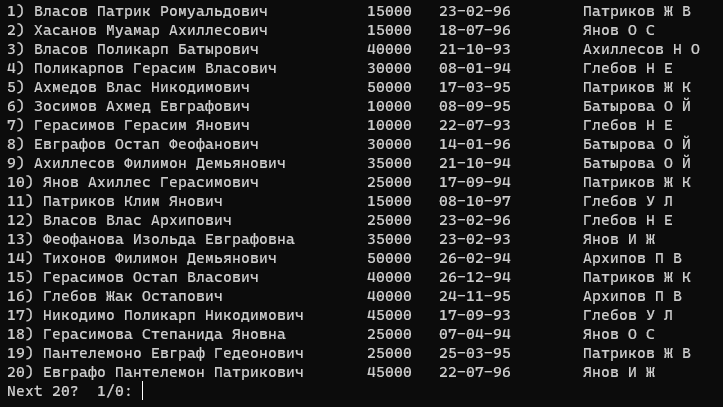 1) Власов Патрик Ромуальдович 15000 23-02-96 Патриков Ж В
2) Хасанов Муамар Ахиллесович 15000 18-07-96 Янов О С
3) Власов Поликарп Батырович 40000 21-10-93 Ахиллесов Н О
4) Поликарпов Герасим Власович 30000 08-01-94 Глебов Н Е
5) Ахмедов Влас Никодимович 50000 17-03-95 Патриков Ж К
6) Зосимов Ахмед Евграфович 10000 08-09-95 Батырова О Й
7) Герасимов Герасим Янович 10000 22-07-93 Глебов Н Е
8) Евграфов Остап Феофанович 30000 14-01-96 Батырова О Й
9) Ахиллесов Филимон Демьянович 35000 21-10-94 Батырова О Й
10) Янов Ахиллес Герасимович 25000 17-09-94 Патриков Ж К
11) Патриков Клим Янович 15000 08-10-97 Глебов У Л
12) Власов Влас Архипович 25000 23-02-96 Глебов Н Е
13) Феофанова Изольда Евграфовна 35000 23-02-93 Янов И Ж
14) Тихонов Филимон Демьянович 50000 26-02-94 Архипов П В
15) Герасимов Остап Власович 40000 26-12-94 Патриков Ж К
16) Глебов Жак Остапович 40000 24-11-95 Архипов П В
17) Никодимо Поликарп Никодимович 45000 17-09-93 Глебов У Л
18) Герасимова Степанида Яновна 25000 07-04-94 Янов О С
19) Пантелемоно Евграф Гедеонович 25000 25-03-95 Патриков Ж В
20) Евграфо Пантелемон Патрикович 45000 22-07-96 Янов И Ж
Next 20? 1/0: